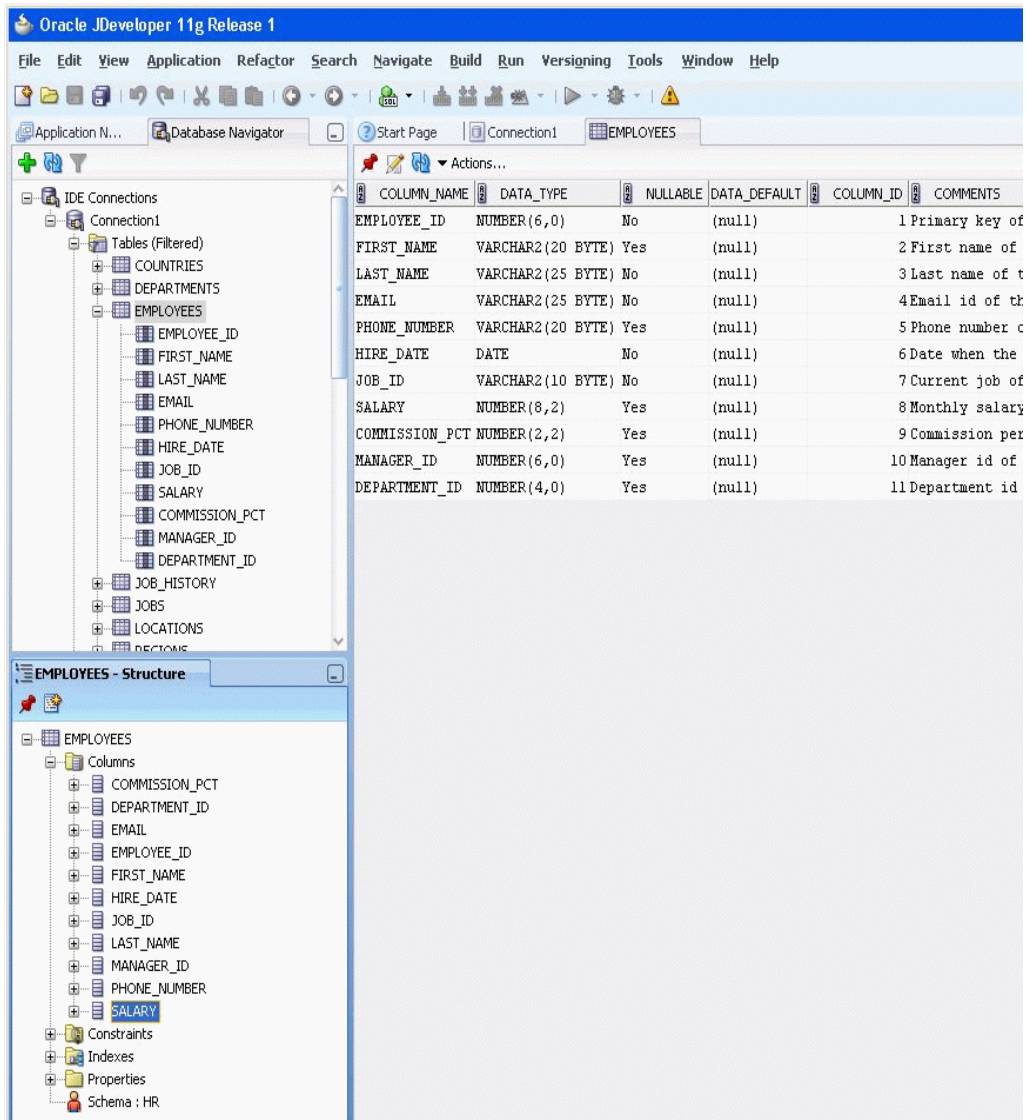 Oracle JDeveloper 11g Release 1
File Edit View Application Refactor Search Navigate Build Run Versioning Tools Window Help
SQL
Application N... Database Navigator
IDE Connections
Connection1
Tables (Filtered)
COUNTRIES
DEPARTMENTS
EMPLOYEES
EMPLOYEE_ID
FIRST_NAME
LAST_NAME
EMAIL
PHONE_NUMBER
HIRE_DATE
JOB_ID
SALARY
COMMISSION_PCT
MANAGER_ID
DEPARTMENT_ID
JOB_HISTORY
JOBS
LOCATIONS
REGIONS
EMPLOYEES - Structure
EMPLOYEES
Columns
COMMISSION_PCT
DEPARTMENT_ID
EMAIL
EMPLOYEE_ID
FIRST_NAME
HIRE_DATE
JOB_ID
LAST_NAME
MANAGER_ID
PHONE_NUMBER
SALARY
Constraints
Indexes
Properties
Schema : HR
Start Page Connection1 EMPLOYEES
Actions...
COLUMN_NAME DATA_TYPE NULLABLE DATA_DEFAULT COLUMN_ID COMMENTS
EMPLOYEE_ID NUMBER(6,0) No (null) 1 Primary key of
FIRST_NAME VARCHAR2(20 BYTE) Yes (null) 2 First name of
LAST_NAME VARCHAR2(25 BYTE) No (null) 3 Last name of t
EMAIL VARCHAR2(25 BYTE) No (null) 4 Email id of th
PHONE_NUMBER VARCHAR2(20 BYTE) Yes (null) 5 Phone number o
HIRE_DATE DATE No (null) 6 Date when the
JOB_ID VARCHAR2(10 BYTE) No (null) 7 Current job of
SALARY NUMBER(8,2) Yes (null) 8 Monthly salary
COMMISSION_PCT NUMBER(2,2) Yes (null) 9 Commission per
MANAGER_ID NUMBER(6,0) Yes (null) 10 Manager id of
DEPARTMENT_ID NUMBER(4,0) Yes (null) 11 Department id